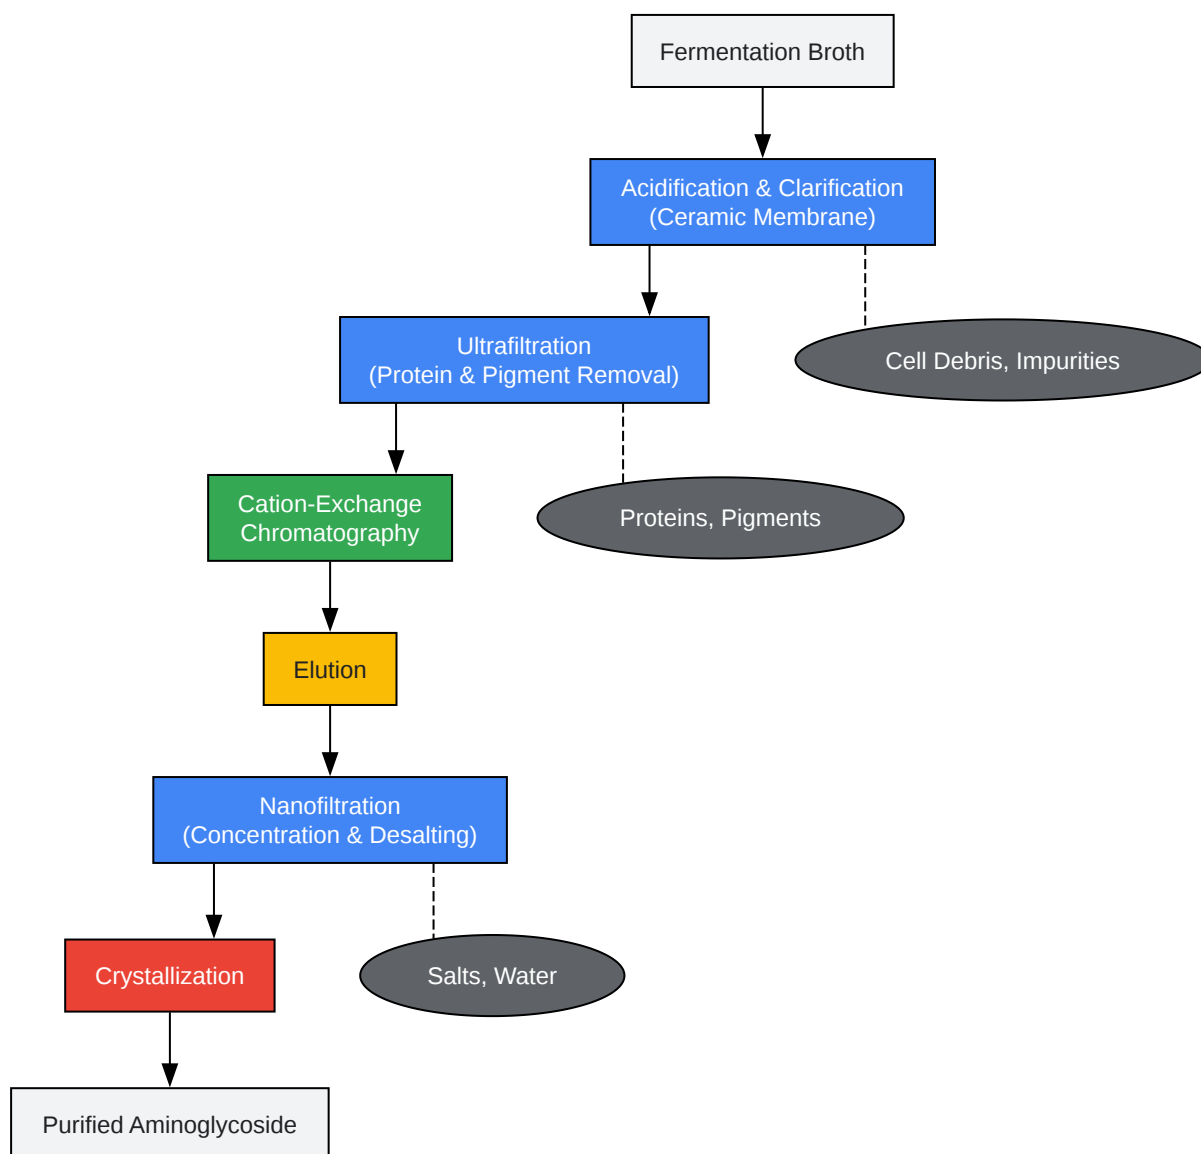 Fermentation Broth
Acidification & Clarification
(Ceramic Membrane)
Ultrafiltration
(Protein & Pigment Removal)
Cell Debris, Impurities
Cation-Exchange
Chromatography
Proteins, Pigments
Elution
Nanofiltration
(Concentration & Desalting)
Crystallization
Salts, Water
Purified Aminoglycoside